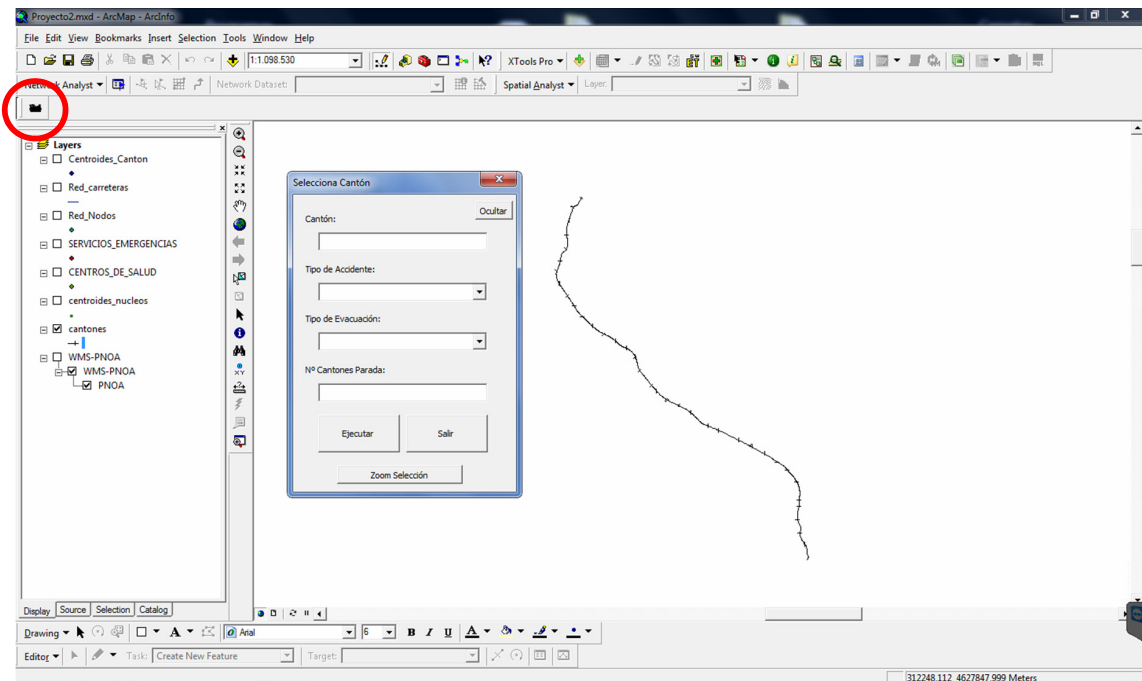 Proyecto2.mxd - ArcMap - ArcInfo
File Edit View Bookmarks Insert Selection Tools Window Help
1:1.098.530 XTools Pro
Network Analyst Network Dataset: Spatial Analyst Layer:
Layers
Centroides_Canton
Red_carreteras
Red_Nodos
SERVICIOS_EMERGENCIAS
CENTROS_DE_SALUD
centroides_nucleos
cantones
WMS-PNOA
WMS-PNOA
PNOA
Selecciona Cantón
Ocultar
Cantón:
Tipo de Accidente:
Tipo de Evacuación:
Nº Cantones Parada:
Ejecutar Salir
Zoom Selección
Display Source Selection Catalog
Drawing A Arial 6 B I U A
Editor Task: Create New Feature Target:
312248.112 4627847.999 Meters